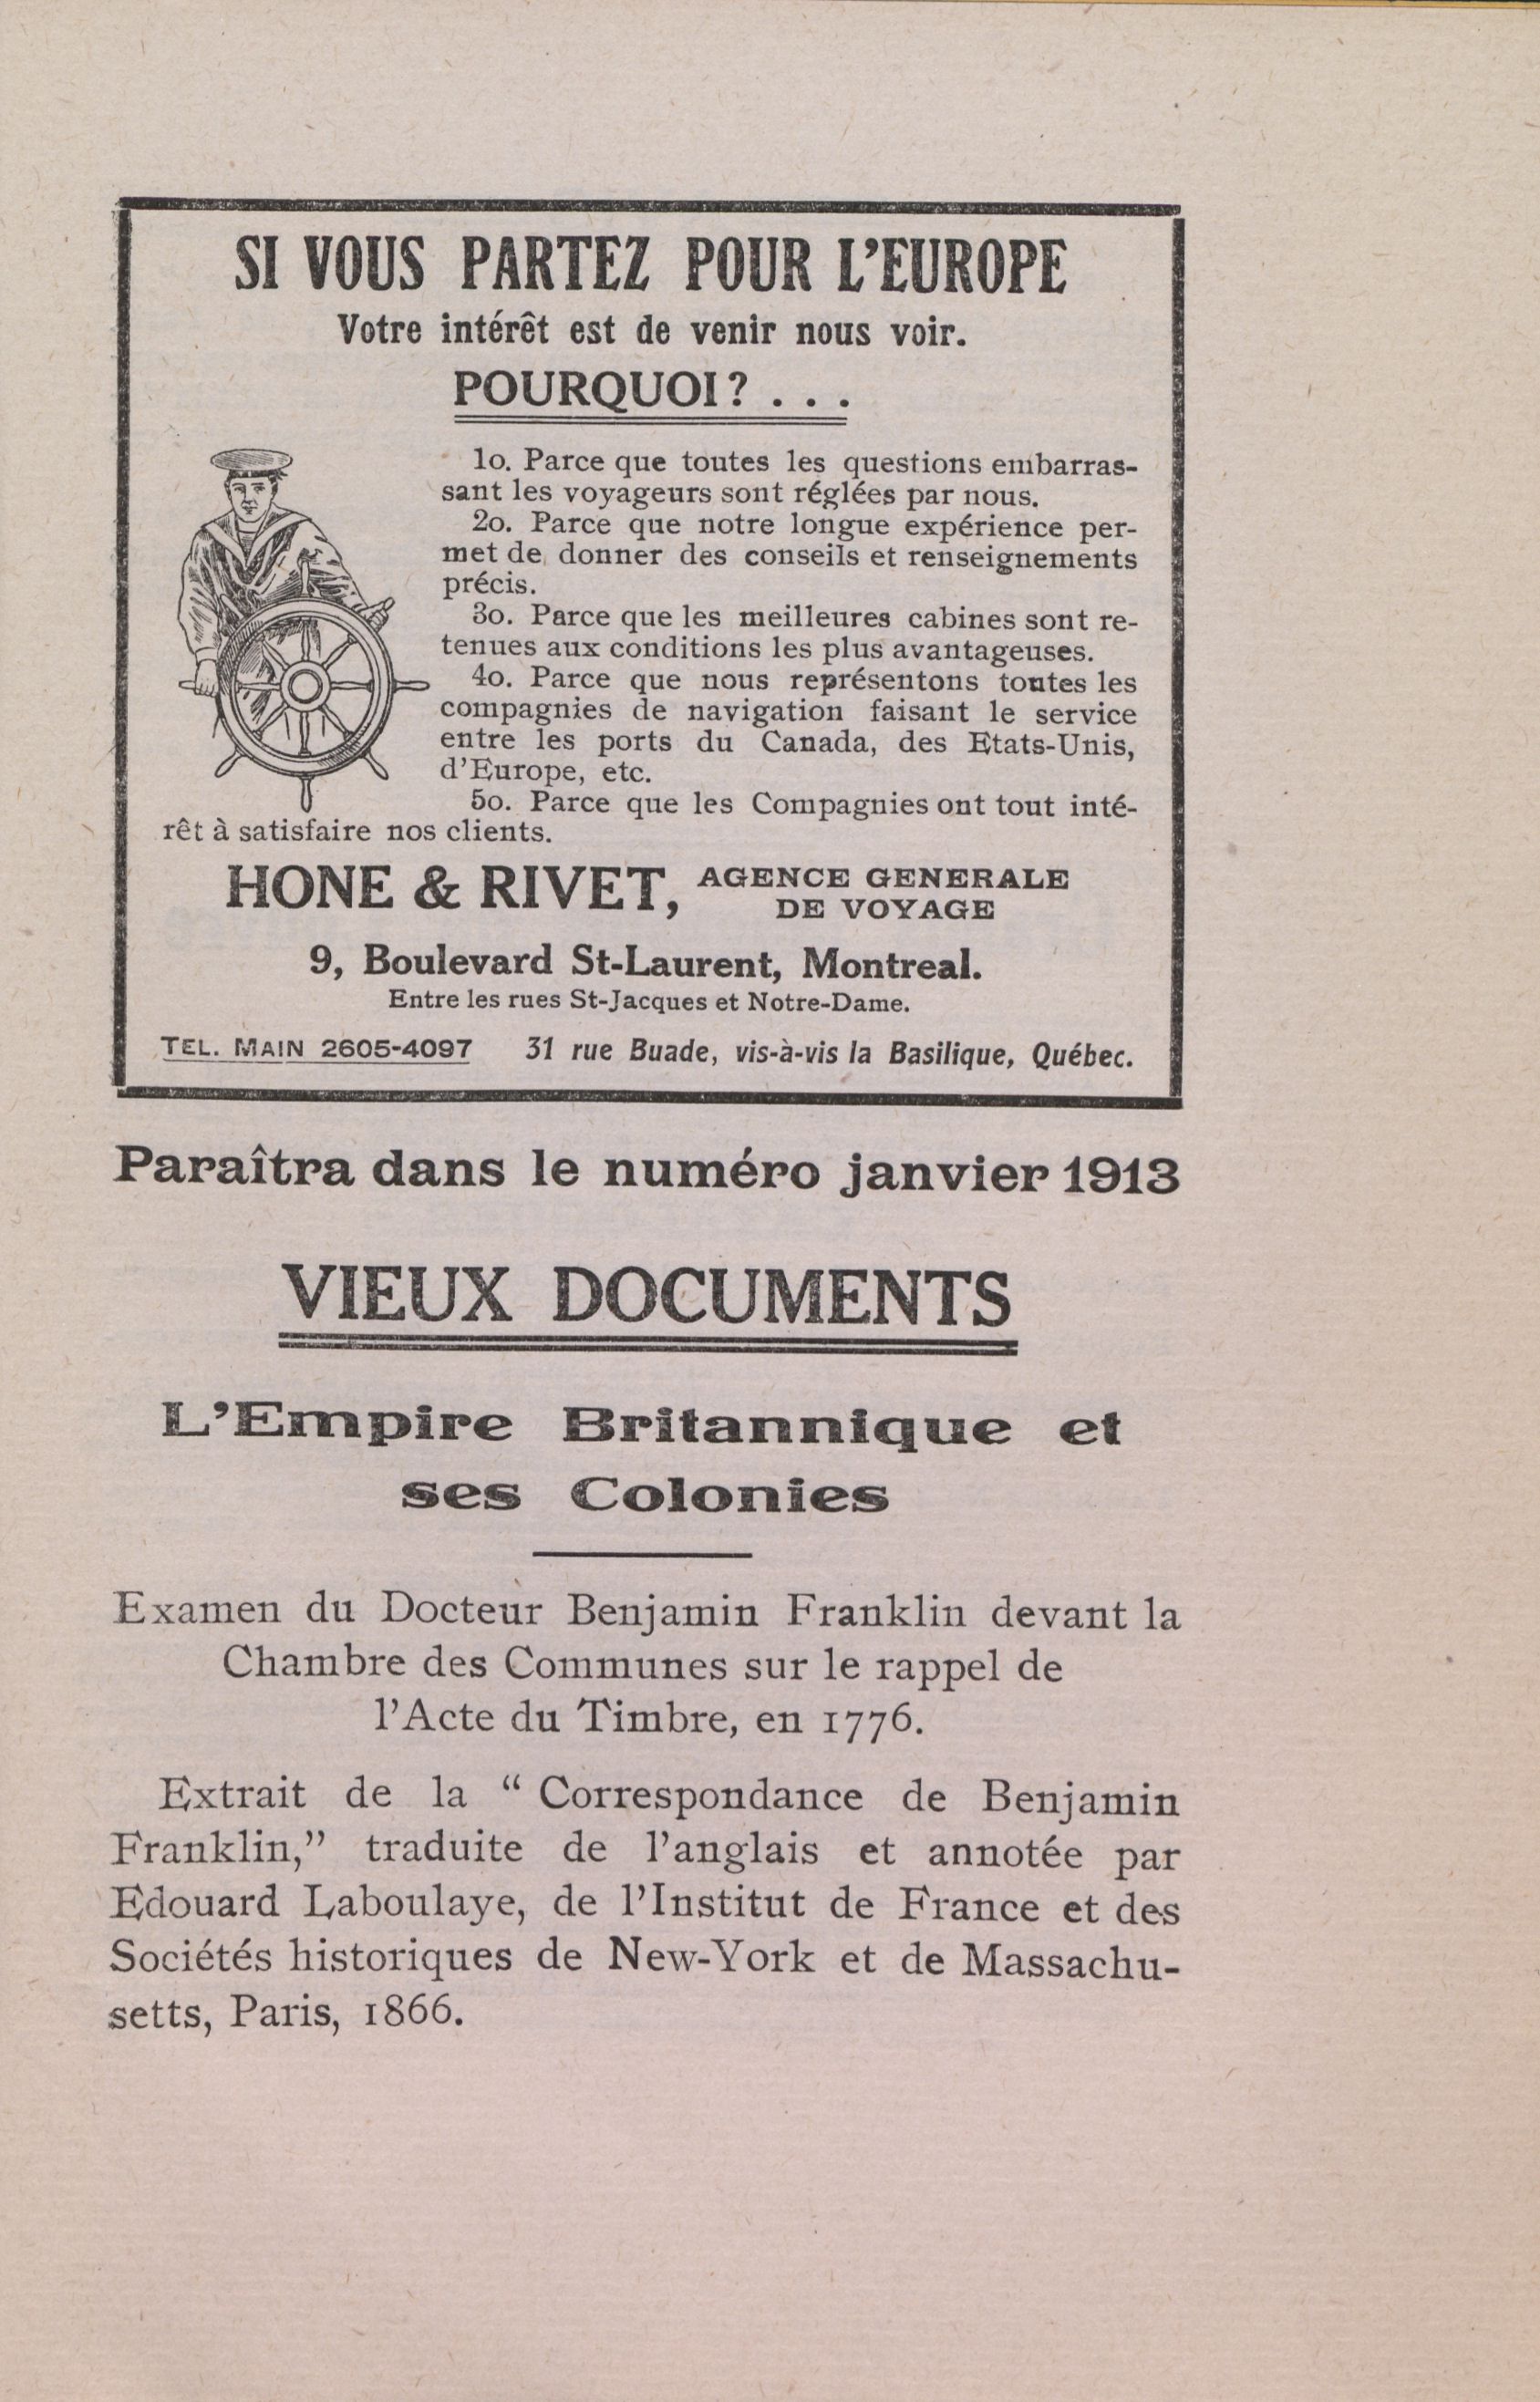 SI VOUS PARTEZ POUR L'EUROPE
Votre intérêt est de venir nous voir.
POURQUOI? . . .
1o. Parce que toutes les questions embarras-
sant les voyageurs sont réglées par nous.
2o. Parce que notre longue expérience per-
met de donner des conseils et renseignements
précis.
3o. Parce que les meilleures cabines sont re-
tenues aux conditions les plus avantageuses.
4o. Parce que nous représentons toutes les
compagnies de navigation faisant le service
entre les ports du Canada, des Etats-Unis,
d'Europe, etc.
5o. Parce que les Compagnies ont tout inté-
rêt à satisfaire nos clients.
HONE & RIVET, AGENCE GENERALE
DE VOYAGE
9, Boulevard St-Laurent, Montreal.
Entre les rues St-Jacques et Notre-Dame.
TEL. MAIN 2605-4097 31 rue Buade, vis-à-vis la Basilique, Québec.
Paraîtra dans le numéro janvier 1913
VIEUX DOCUMENTS
L'Empire Britannique et
ses Colonies
Examen du Docteur Benjamin Franklin devant la
Chambre des Communes sur le rappel de
l'Acte du Timbre, en 1776.
Extrait de la “ Correspondance de Benjamin
Franklin,” traduite de l'anglais et annotée par
Edouard Laboulaye, de l'Institut de France et des
Sociétés historiques de New-York et de Massachu-
setts, Paris, 1866.